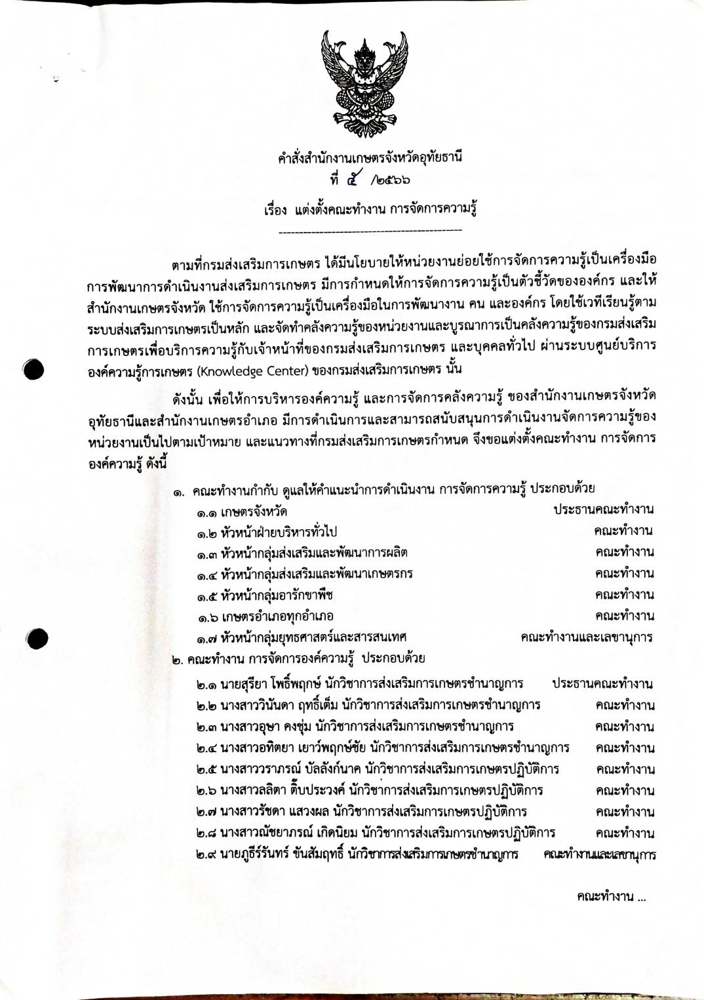 คำสั่งสำนักงานเกษตรจังหวัดอุทัยธานี
ที่ ๕ /๒๕๖๖
เรื่อง แต่งตั้งคณะทำงาน การจัดการความรู้
--------------------------------------------
ตามที่กรมส่งเสริมการเกษตร ได้มีนโยบายให้หน่วยงานย่อยใช้การจัดการความรู้เป็นเครื่องมือ
การพัฒนาการดำเนินงานส่งเสริมการเกษตร มีการกำหนดให้การจัดการความรู้เป็นตัวชี้วัดขององค์กร และให้
สำนักงานเกษตรจังหวัด ใช้การจัดการความรู้เป็นเครื่องมือในการพัฒนางาน คน และองค์กร โดยใช้เวทีเรียนรู้ตาม
ระบบส่งเสริมการเกษตรเป็นหลัก และจัดทำคลังความรู้ของหน่วยงานและบูรณาการเป็นคลังความรู้ของกรมส่งเสริม
การเกษตรเพื่อบริการความรู้กับเจ้าหน้าที่ของกรมส่งเสริมการเกษตร และบุคคลทั่วไป ผ่านระบบศูนย์บริการ
องค์ความรู้การเกษตร (Knowledge Center) ของกรมส่งเสริมการเกษตร นั้น
ดังนั้น เพื่อให้การบริหารองค์ความรู้ และการจัดการคลังความรู้ ของสำนักงานเกษตรจังหวัด
อุทัยธานีและสำนักงานเกษตรอำเภอ มีการดำเนินการและสามารถสนับสนุนการดำเนินงานจัดการความรู้ของ
หน่วยงานเป็นไปตามเป้าหมาย และแนวทางที่กรมส่งเสริมการเกษตรกำหนด จึงขอแต่งตั้งคณะทำงาน การจัดการ
องค์ความรู้ ดังนี้
๑. คณะทำงานกำกับ ดูแลให้คำแนะนำการดำเนินงาน การจัดการความรู้ ประกอบด้วย
๑.๑ เกษตรจังหวัด ประธานคณะทำงาน
๑.๒ หัวหน้าฝ่ายบริหารทั่วไป คณะทำงาน
๑.๓ หัวหน้ากลุ่มส่งเสริมและพัฒนาการผลิต คณะทำงาน
๑.๔ หัวหน้ากลุ่มส่งเสริมและพัฒนาเกษตรกร คณะทำงาน
๑.๕ หัวหน้ากลุ่มอารักขาพืช คณะทำงาน
๑.๖ เกษตรอำเภอทุกอำเภอ คณะทำงาน
๑.๗ หัวหน้ากลุ่มยุทธศาสตร์และสารสนเทศ คณะทำงานและเลขานุการ
๒. คณะทำงาน การจัดการองค์ความรู้ ประกอบด้วย
๒.๑ นายสุรียา โพธิ์พฤกษ์ นักวิชาการส่งเสริมการเกษตรชำนาญการ ประธานคณะทำงาน
๒.๒ นางสาววินันดา ฤทธิ์เต็ม นักวิชาการส่งเสริมการเกษตรชำนาญการ คณะทำงาน
๒.๓ นางสาวอุษา คงชุ่ม นักวิชาการส่งเสริมการเกษตรชำนาญการ คณะทำงาน
๒.๔ นางสาวอทิตยา เยาว์พฤกษ์ชัย นักวิชาการส่งเสริมการเกษตรชำนาญการ คณะทำงาน
๒.๕ นางสาววราภรณ์ บัลลังก์นาค นักวิชาการส่งเสริมการเกษตรปฏิบัติการ คณะทำงาน
๒.๖ นางสาวลลิตา ติ๊บประวงค์ นักวิชาการส่งเสริมการเกษตรปฏิบัติการ คณะทำงาน
๒.๗ นางสาวรัชดา แสวงผล นักวิชาการส่งเสริมการเกษตรปฏิบัติการ คณะทำงาน
๒.๘ นางสาวณัชยาภรณ์ เกิดนิยม นักวิชาการส่งเสริมการเกษตรปฏิบัติการ คณะทำงาน
๒.๙ นายภูธีร์รันทร์ ขันสัมฤทธิ์ นักวิชาการส่งเสริมการเกษตรชำนาญการ คณะทำงานและเลขานุการ
คณะทำงาน ...